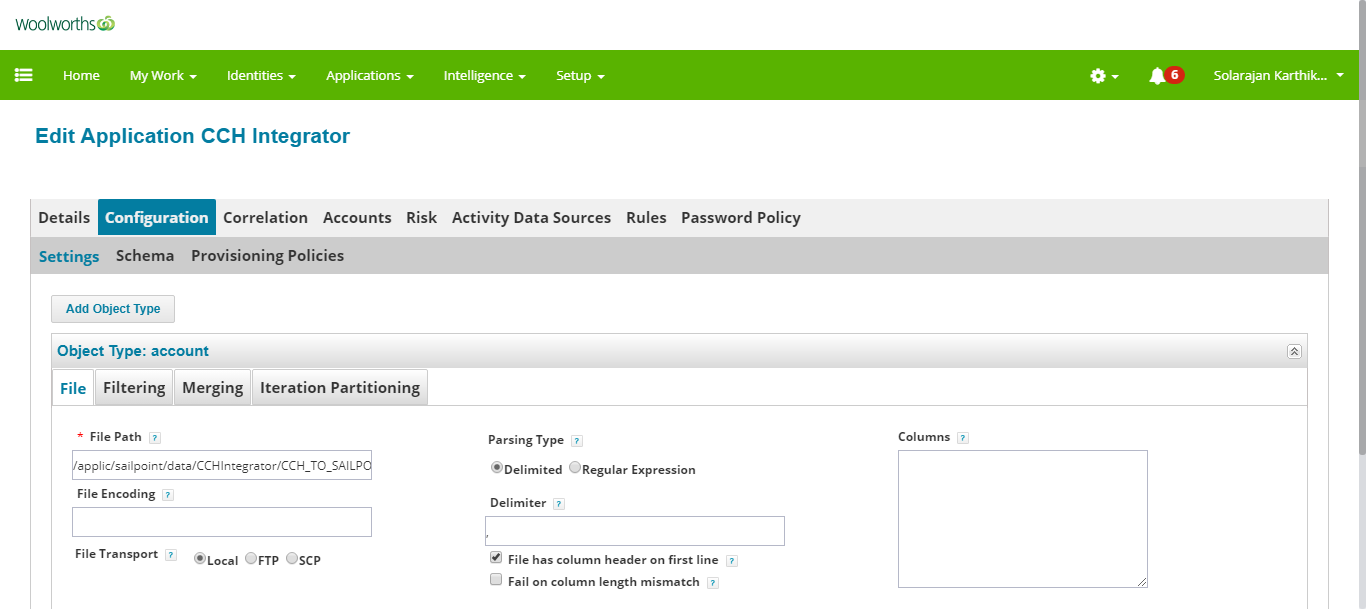 woolworths
Home My Work Identities Applications Intelligence Setup 6 Solarajan Karthik...
Edit Application CCH Integrator
Details Configuration Correlation Accounts Risk Activity Data Sources Rules Password Policy
Settings Schema Provisioning Policies
Add Object Type
Object Type: account
File Filtering Merging Iteration Partitioning
* File Path ?
/applic/sailpoint/data/CCHIntegrator/CCH_TO_SAILPO
File Encoding ?
File Transport ? Local FTP SCP
Parsing Type ?
Delimited Regular Expression
Delimiter ?
,
File has column header on first line ?
Fail on column length mismatch ?
Columns ?